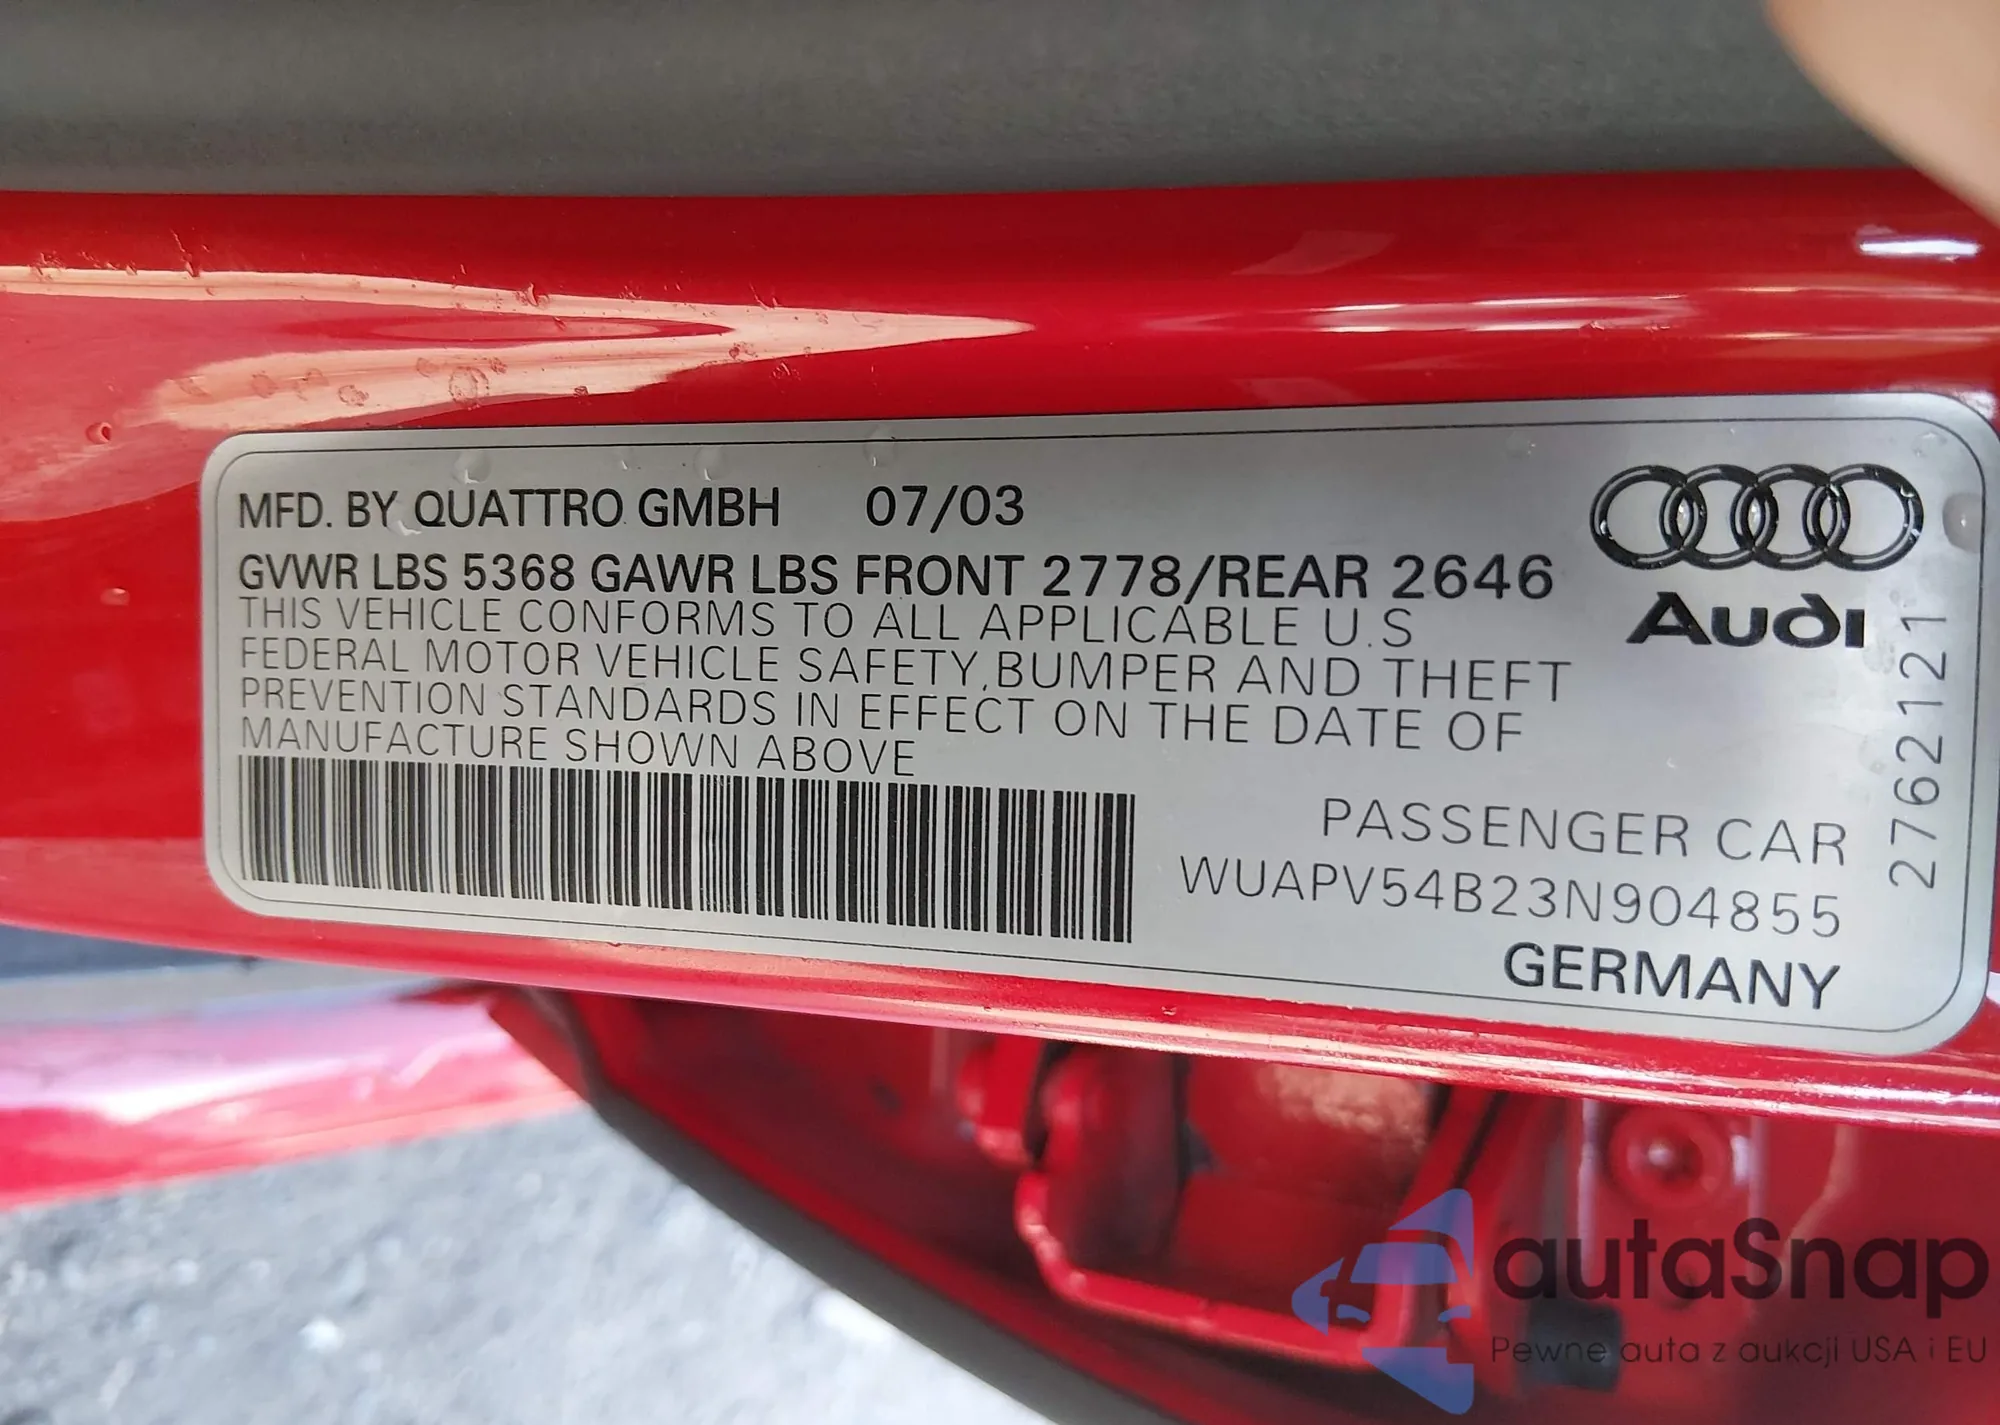 MFD. BY QUATTRO GMBH 07/03
GVWR LBS 5368 GAWR LBS FRONT 2778/REAR 2646
THIS VEHICLE CONFORMS TO ALL APPLICABLE U.S
FEDERAL MOTOR VEHICLE SAFETY,BUMPER AND THEFT
PREVENTION STANDARDS IN EFFECT ON THE DATE OF
MANUFACTURE SHOWN ABOVE
Audi
2762121
PASSENGER CAR
WUAPV54B23N904855
GERMANY
autaSnap
Pewne auta z aukcji USA i EU